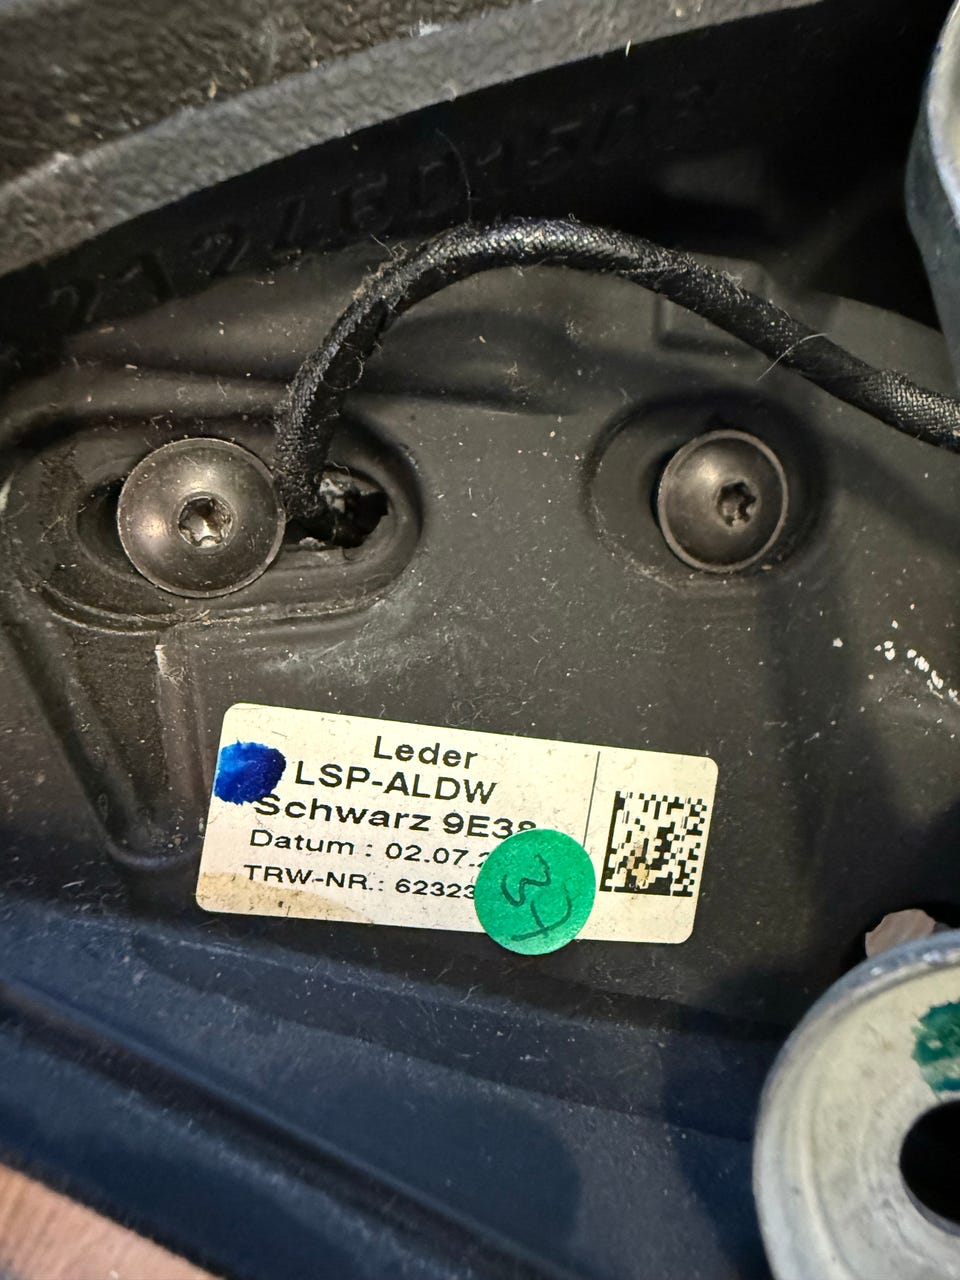 Leder
LSP-ALDW
Schwarz 9E38
Datum : 02.07.
TRW-NR.: 62323